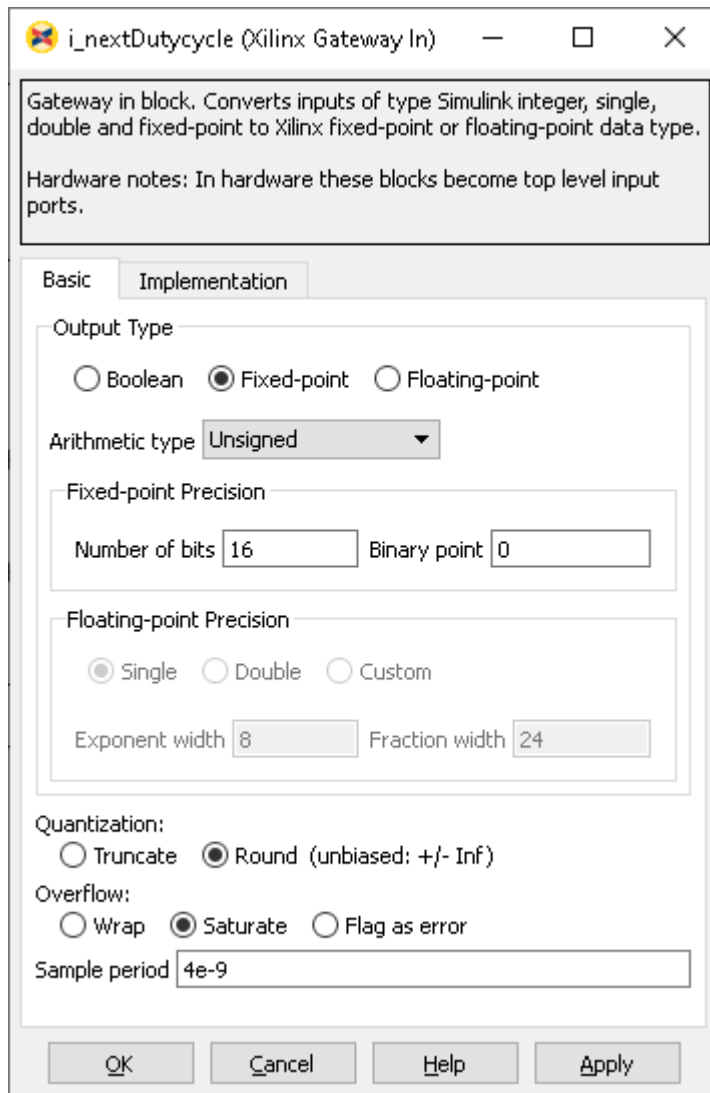 i_nextDutycycle (Xilinx Gateway In)
Gateway in block. Converts inputs of type Simulink integer, single,
double and fixed-point to Xilinx fixed-point or floating-point data type.
Hardware notes: In hardware these blocks become top level input
ports.
Basic Implementation
Output Type
Boolean Fixed-point Floating-point
Arithmetic type Unsigned
Fixed-point Precision
Number of bits 16 Binary point 0
Floating-point Precision
Single Double Custom
Exponent width 8 Fraction width 24
Quantization:
Truncate Round (unbiased: +/- Inf)
Overflow:
Wrap Saturate Flag as error
Sample period 4e-9
OK Cancel Help Apply